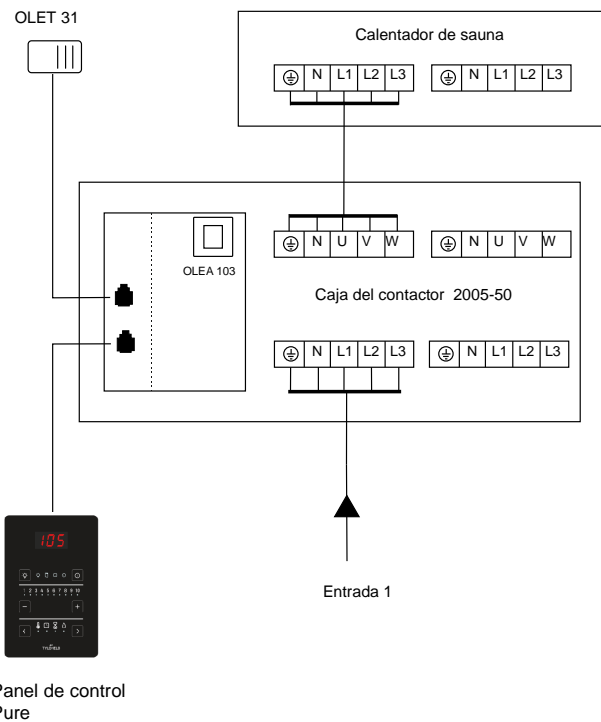 OLET 31
Calentador de sauna
N L1 L2 L3
N L1 L2 L3
N U V W
N U V W
OLEA 103
Caja del contactor 2005-50
N L1 L2 L3
N L1 L2 L3
105
1 2 3 4 5 6 7 8 9 10
Entrada 1
Panel de control
Pure